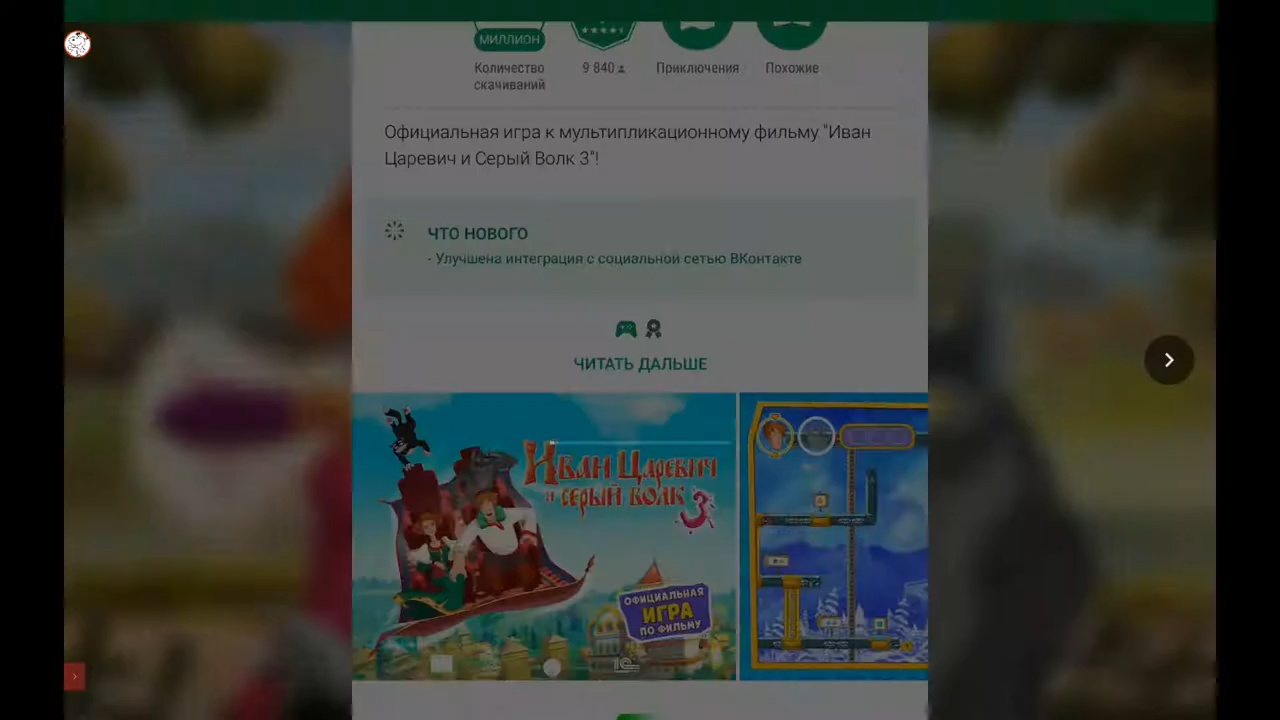 МИЛЛИОН
Количество
скачиваний
9 840
Приключения
Похожие
Официальная игра к мультипликационному фильму "Иван
Царевич и Серый Волк 3"!
ЧТО НОВОГО
- Улучшена интеграция с социальной сетью ВКонтакте
ЧИТАТЬ ДАЛЬШЕ
Иван Царевич
и серый волк
3
ОФИЦИАЛЬНАЯ
ИГРА
ПО ФИЛЬМУ
1С